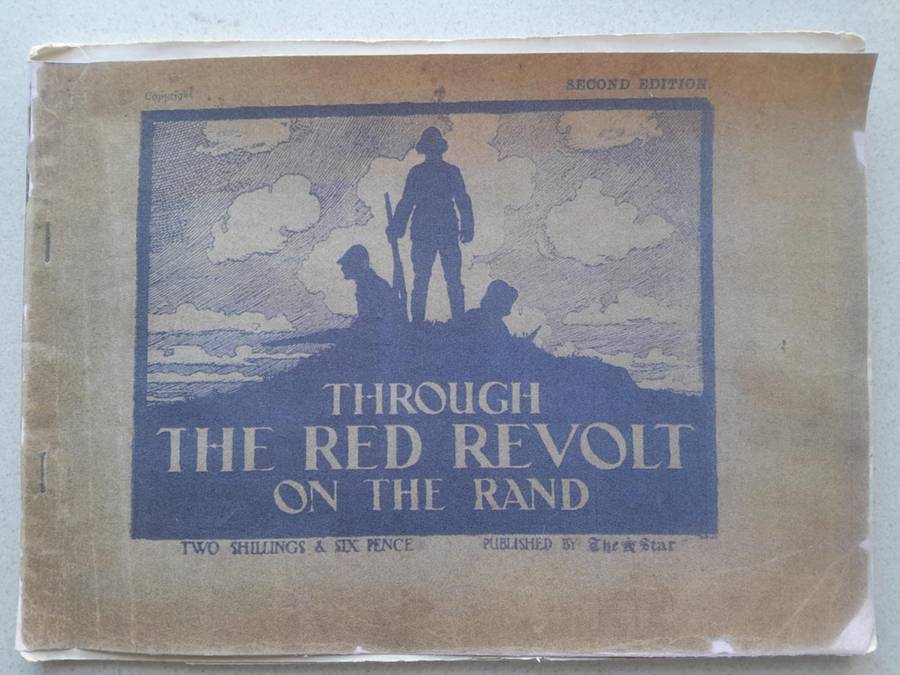 Copyright
SECOND EDITION.
THROUGH
THE RED REVOLT
ON THE RAND
TWO SHILLINGS & SIX PENCE PUBLISHED BY The Star